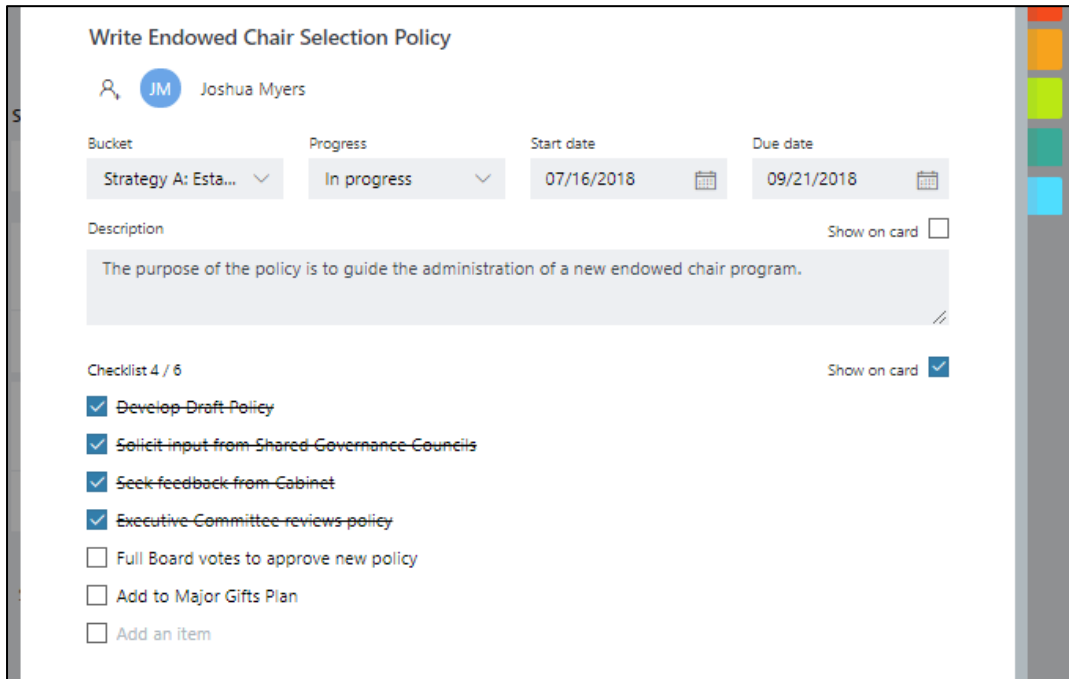 Write Endowed Chair Selection Policy
JM Joshua Myers
Bucket Progress Start date Due date
Strategy A: Esta... In progress 07/16/2018 09/21/2018
Description Show on card
The purpose of the policy is to guide the administration of a new endowed chair program.
Checklist 4 / 6 Show on card
Develop Draft Policy
Solicit input from Shared Governance Councils
Seek feedback from Cabinet
Executive Committee reviews policy
Full Board votes to approve new policy
Add to Major Gifts Plan
Add an item